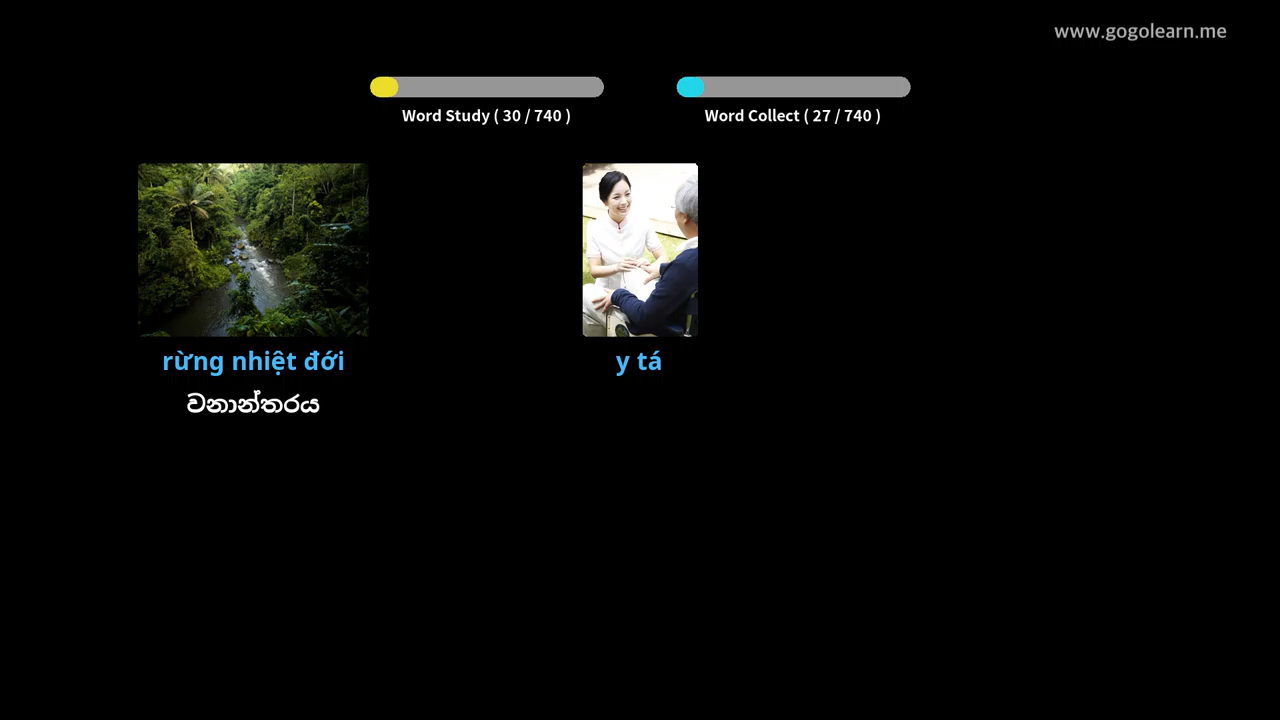 www.gogolearn.me
Word Study ( 30 / 740 )
Word Collect ( 27 / 740 )
rừng nhiệt đới
y tá
වනාන්තරය